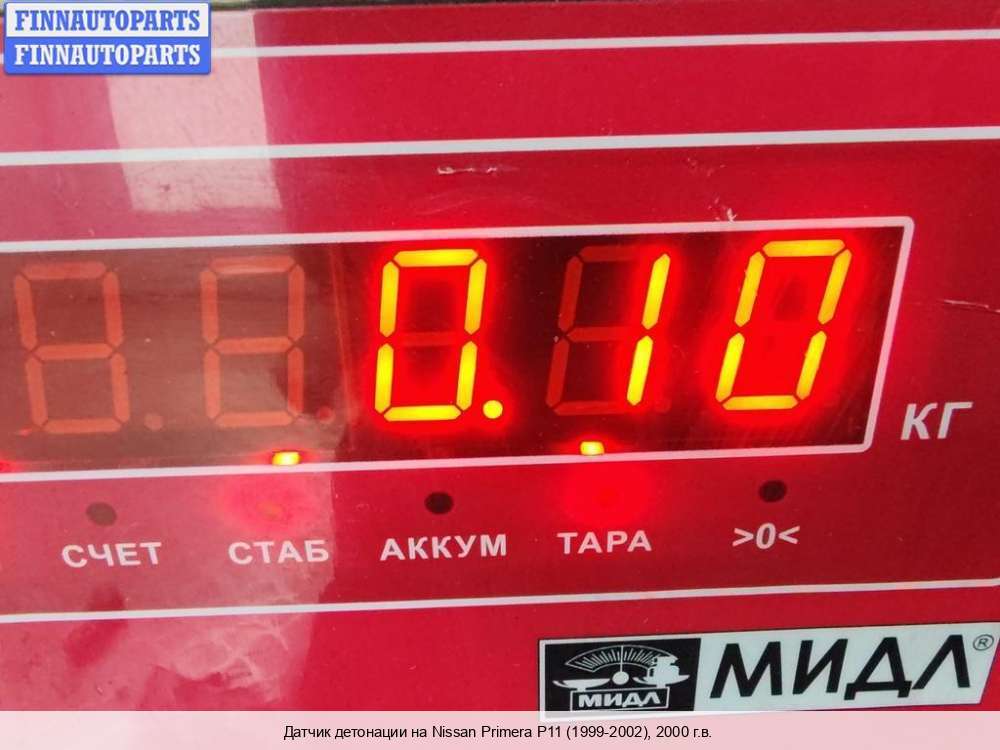 FINNAUTOPARTS
FINNAUTOPARTS
0.10
КГ
СЧЕТ СТАБ АККУМ ТАРА >0<
МИДЛ МИДЛ®
Датчик детонации на Nissan Primera P11 (1999-2002), 2000 г.в.